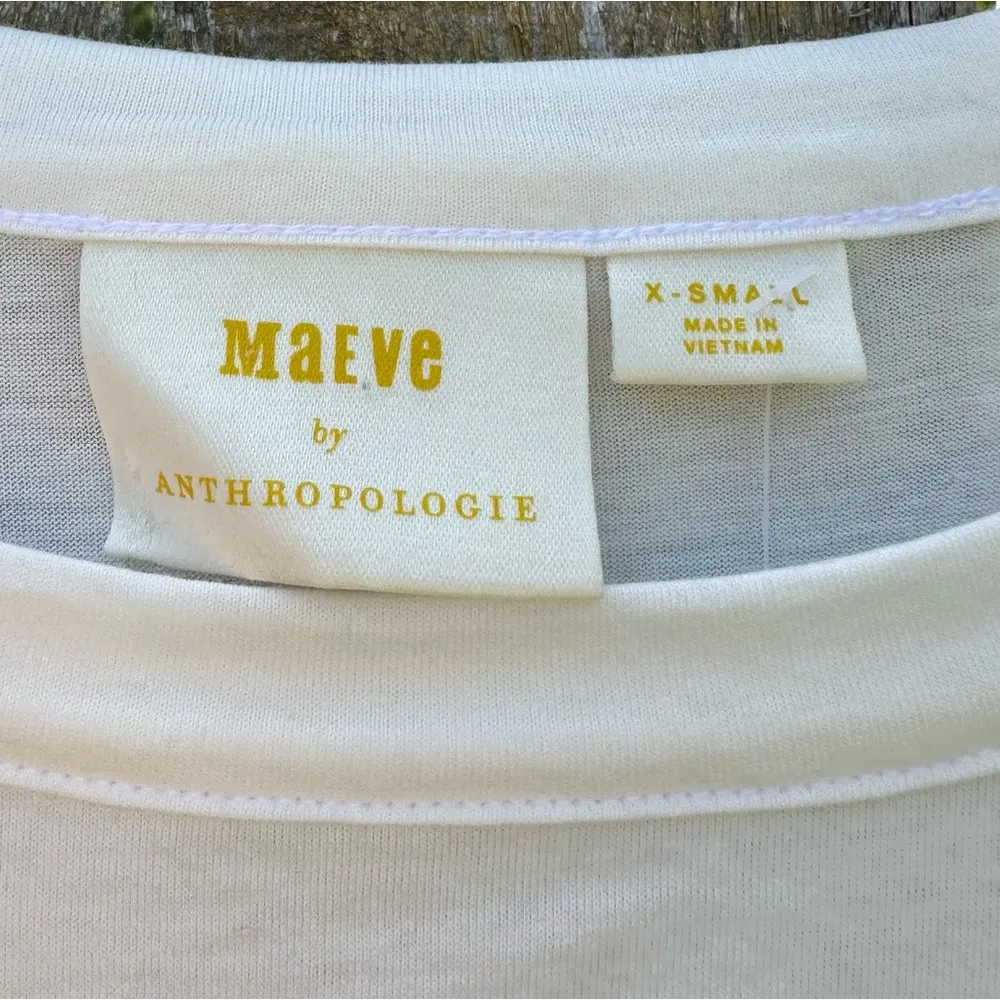 MaEVe
by
ANTHROPOLOGIE
X-SMALL
MADE IN
VIETNAM